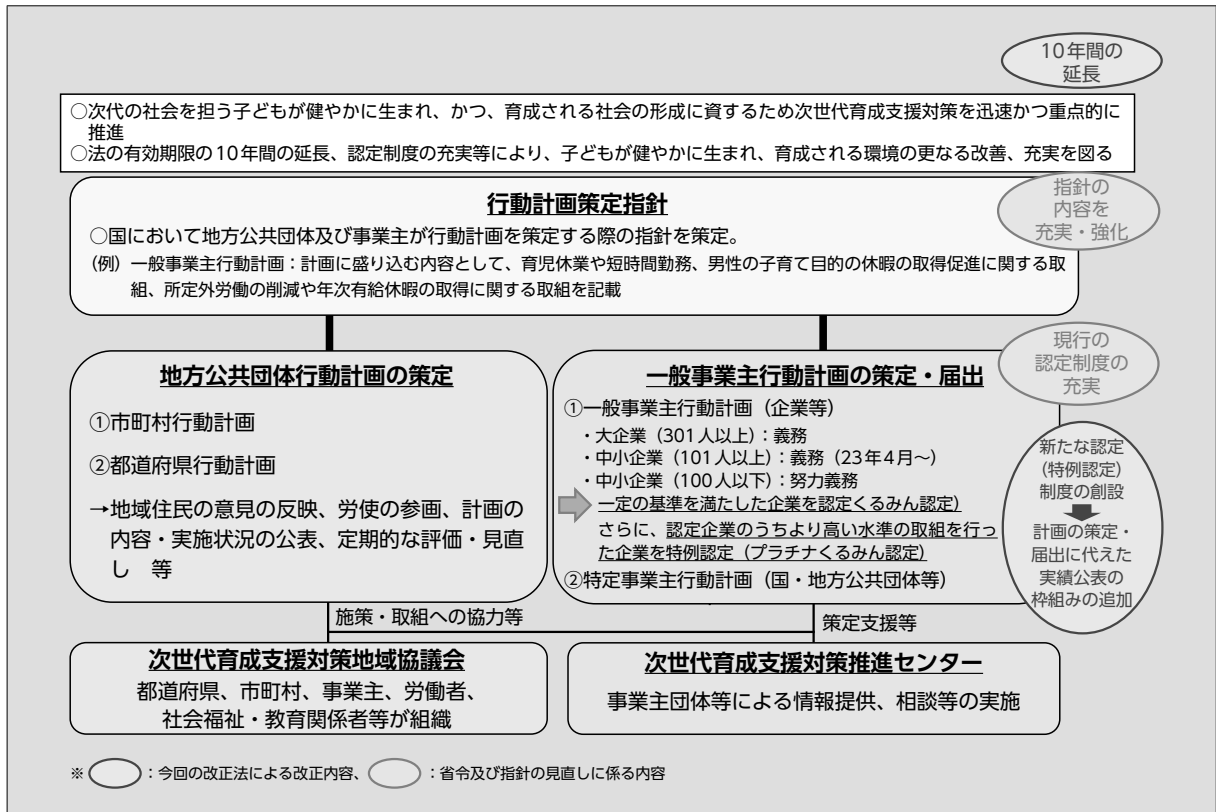 10年間の
延長
○次代の社会を担う子どもが健やかに生まれ、かつ、育成される社会の形成に資するため次世代育成支援対策を迅速かつ重点的に
推進
○法の有効期限の10年間の延長、認定制度の充実等により、子どもが健やかに生まれ、育成される環境の更なる改善、充実を図る
行動計画策定指針
○国において地方公共団体及び事業主が行動計画を策定する際の指針を策定。
(例) 一般事業主行動計画：計画に盛り込む内容として、育児休業や短時間勤務、男性の子育て目的の休暇の取得促進に関する取
組、所定外労働の削減や年次有給休暇の取得に関する取組を記載
指針の
内容を
充実・強化
地方公共団体行動計画の策定
①市町村行動計画
②都道府県行動計画
→地域住民の意見の反映、労使の参画、計画の
内容・実施状況の公表、定期的な評価・見直
し　等
一般事業主行動計画の策定・届出
①一般事業主行動計画（企業等）
・大企業（301人以上）：義務
・中小企業（101人以上）：義務（23年4月～）
・中小企業（100人以下）：努力義務
一定の基準を満たした企業を認定くるみん認定）
さらに、認定企業のうちより高い水準の取組を行っ
た企業を特例認定（プラチナくるみん認定）
②特定事業主行動計画（国・地方公共団体等）
現行の
認定制度の
充実
新たな認定
(特例認定)
制度の創設
計画の策定・
届出に代えた
実績公表の
枠組みの追加
施策・取組への協力等
策定支援等
次世代育成支援対策地域協議会
都道府県、市町村、事業主、労働者、
社会福祉・教育関係者等が組織
次世代育成支援対策推進センター
事業主団体等による情報提供、相談等の実施
※　：今回の改正法による改正内容、　：省令及び指針の見直しに係る内容